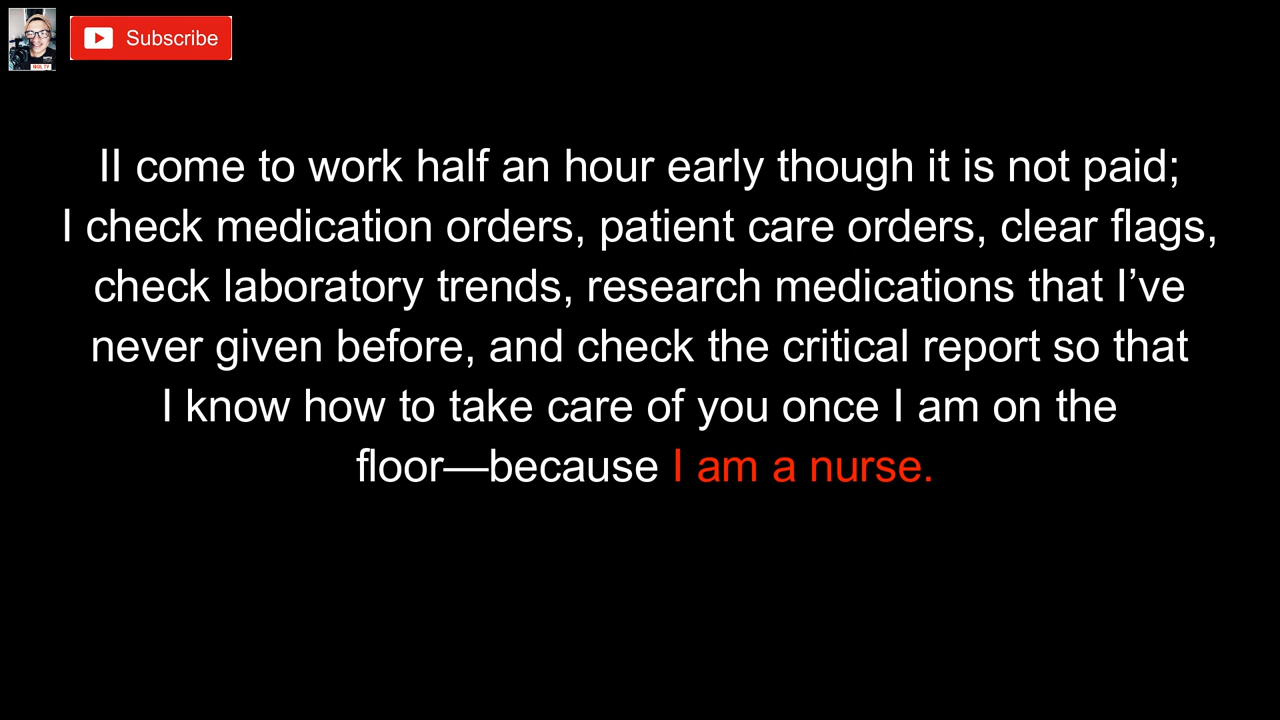 Subscribe
II come to work half an hour early though it is not paid;
I check medication orders, patient care orders, clear flags,
check laboratory trends, research medications that I’ve
never given before, and check the critical report so that
I know how to take care of you once I am on the
floor—because I am a nurse.